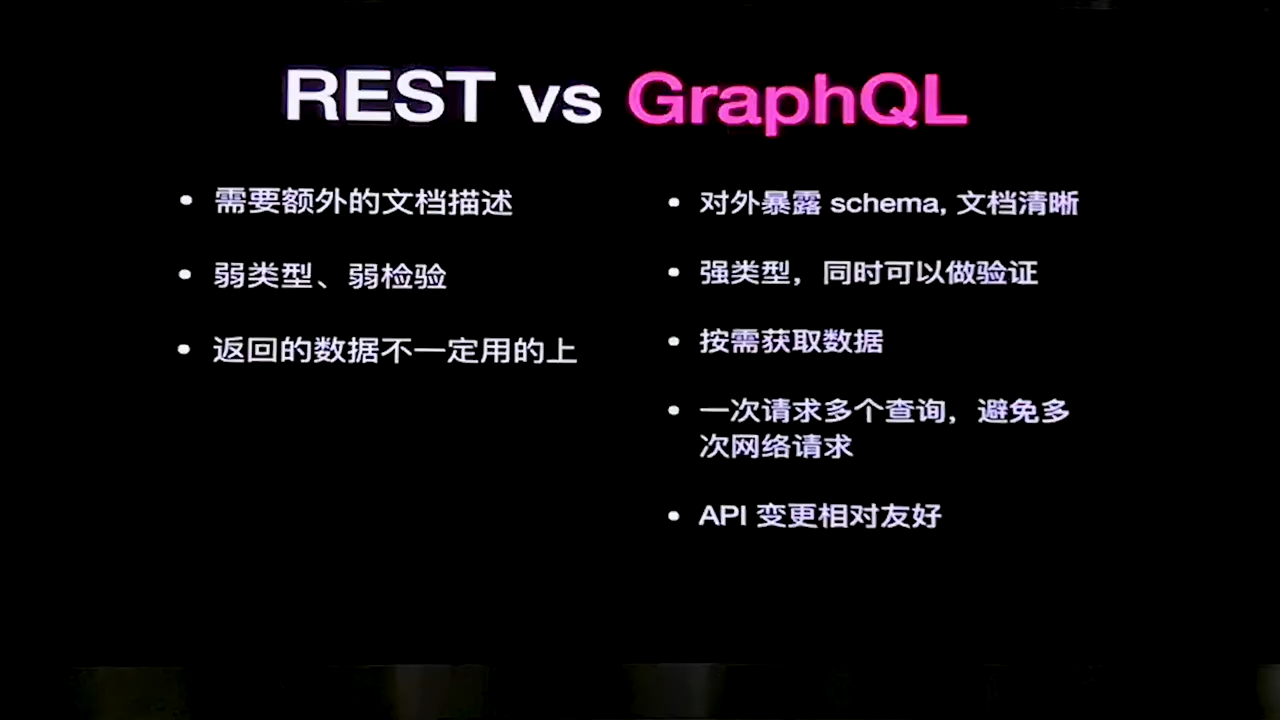 REST vs GraphQL
• 需要额外的文档描述
• 弱类型、弱检验
• 返回的数据不一定用的上
• 对外暴露 schema, 文档清晰
• 强类型，同时可以做验证
• 按需获取数据
• 一次请求多个查询，避免多
次网络请求
• API 变更相对友好